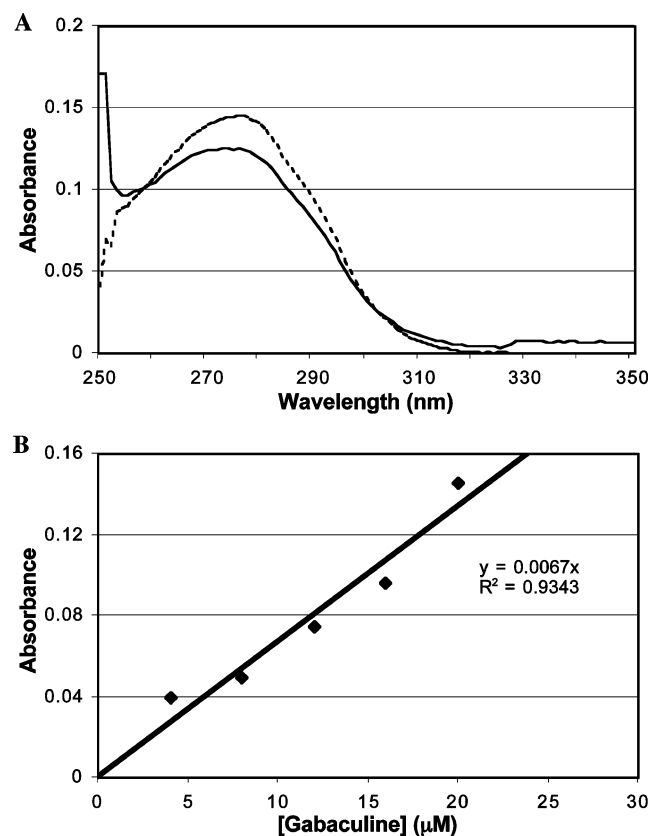 A
0.2
0.15
0.1
0.05
0
Absorbance
250 270 290 310 330 350
Wavelength (nm)
B
0.16
0.12
0.08
0.04
0
Absorbance
y = 0.0067x
R² = 0.9343
0 5 10 15 20 25 30
[Gabaculine] (μM)